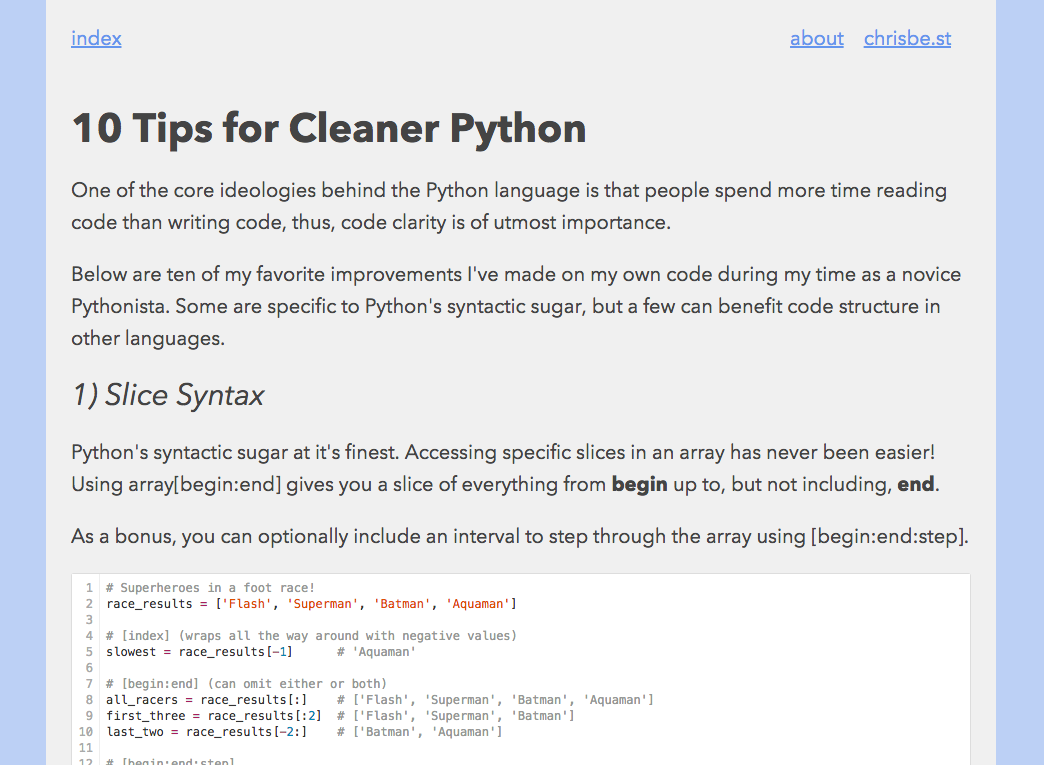 index about chrisbe.st
10 Tips for Cleaner Python
One of the core ideologies behind the Python language is that people spend more time reading
code than writing code, thus, code clarity is of utmost importance.
Below are ten of my favorite improvements I've made on my own code during my time as a novice
Pythonista. Some are specific to Python's syntactic sugar, but a few can benefit code structure in
other languages.
1) Slice Syntax
Python's syntactic sugar at it's finest. Accessing specific slices in an array has never been easier!
Using array[begin:end] gives you a slice of everything from begin up to, but not including, end.
As a bonus, you can optionally include an interval to step through the array using [begin:end:step].
1 # Superheroes in a foot race!
2 race_results = ['Flash', 'Superman', 'Batman', 'Aquaman']
3
4 # [index] (wraps all the way around with negative values)
5 slowest = race_results[-1]      # 'Aquaman'
6
7 # [begin:end] (can omit either or both)
8 all_racers = race_results[:]    # ['Flash', 'Superman', 'Batman', 'Aquaman']
9 first_three = race_results[:2]  # ['Flash', 'Superman', 'Batman']
10 last_two = race_results[-2:]    # ['Batman', 'Aquaman']
11
12 # [begin:end:step]